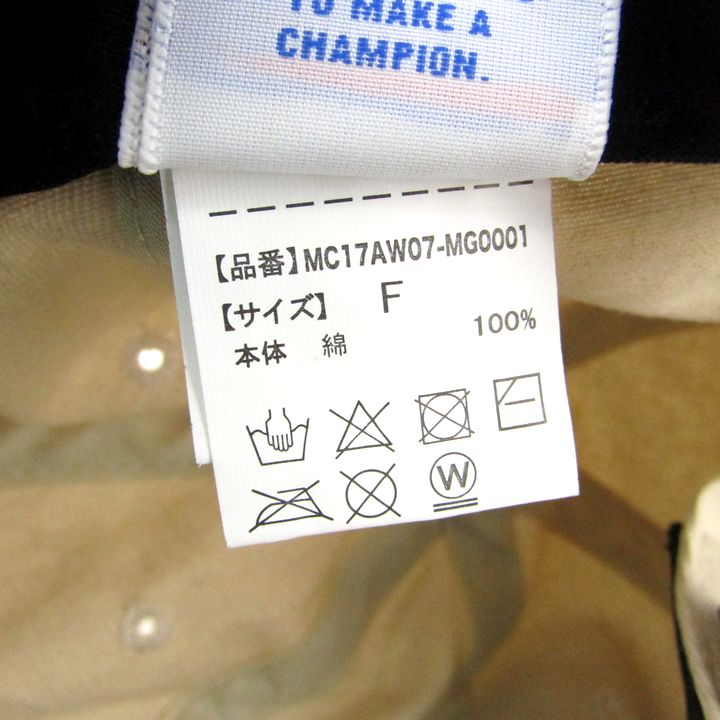 TO MAKE A
CHAMPION.
【品番】MC17AW07-MG0001
【サイズ】 F
本体 綿 100%
W